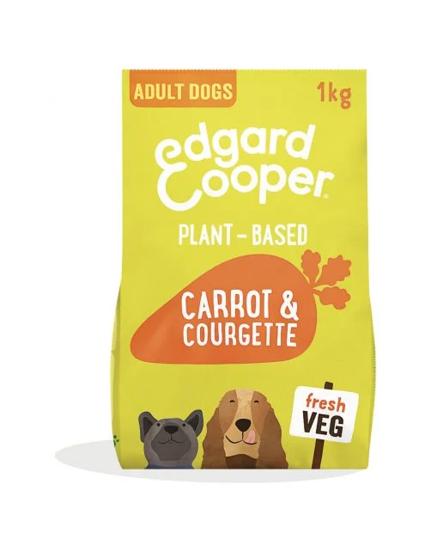 ADULT DOGS
1kg
edgard
Cooper
PLANT-BASED
CARROT &
COURGETTE
fresh
VEG